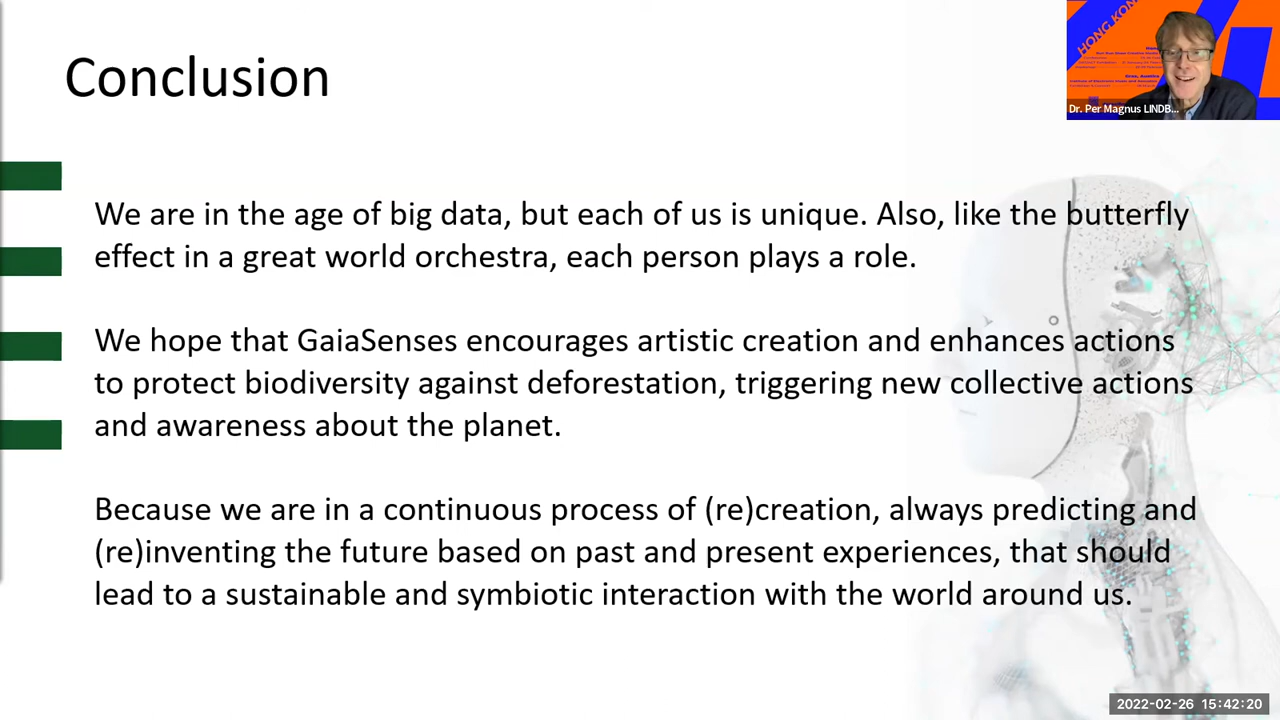 Conclusion
HONG KON
Dr. Per Magnus LINDB...
We are in the age of big data, but each of us is unique. Also, like the butterfly
effect in a great world orchestra, each person plays a role.
We hope that GaiaSenses encourages artistic creation and enhances actions
to protect biodiversity against deforestation, triggering new collective actions
and awareness about the planet.
Because we are in a continuous process of (re)creation, always predicting and
(re)inventing the future based on past and present experiences, that should
lead to a sustainable and symbiotic interaction with the world around us.
2022-02-26 15:42:20